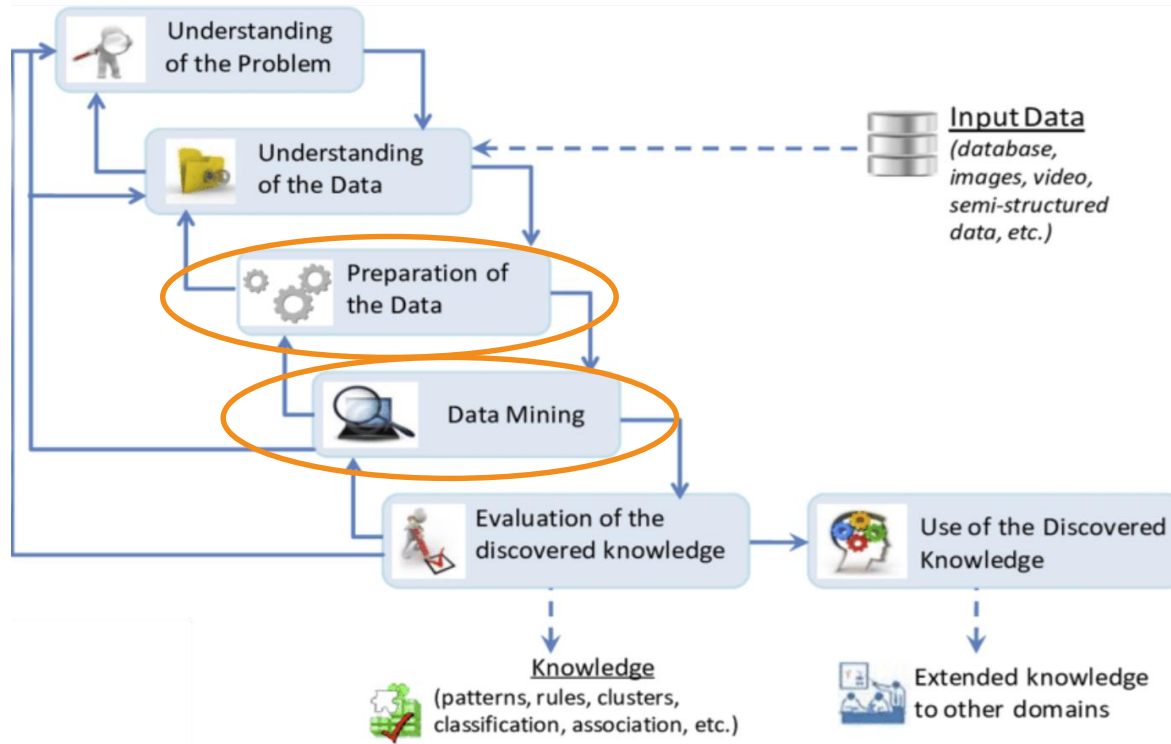 Understanding
of the Problem
Understanding
of the Data
Input Data
(database,
images, video,
semi-structured
data, etc.)
Preparation of
the Data
Data Mining
Evaluation of the
discovered knowledge
Use of the Discovered
Knowledge
Knowledge
(patterns, rules, clusters,
classification, association, etc.)
Extended knowledge
to other domains